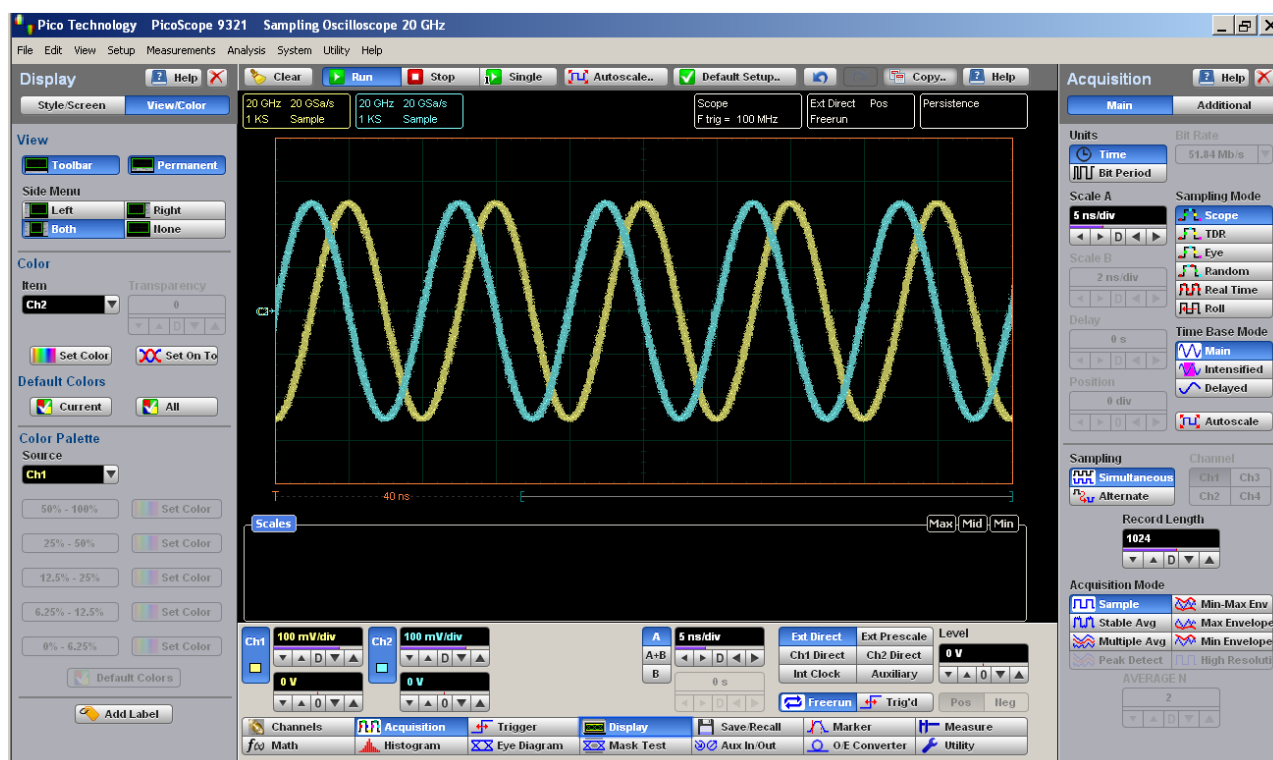 Pico Technology PicoScope 9321 Sampling Oscilloscope 20 GHz
File Edit View Setup Measurements Analysis System Utility Help
Display Help
Style/Screen View/Color
View
Toolbar Permanent
Side Menu
Left Right
Both None
Color
Item Transparency
Ch2 0
D
Set Color Set On To
Default Colors
Current All
Color Palette
Source
Ch1
50% - 100% Set Color
25% - 50% Set Color
12.5% - 25% Set Color
6.25% - 12.5% Set Color
0% - 6.25% Set Color
Default Colors
Add Label
Clear Run Stop Single Autoscale.. Default Setup.. Copy.. Help
20 GHz 20 GSa/s
1 KS Sample
20 GHz 20 GSa/s
1 KS Sample
Scope
F trig = 100 MHz
Ext Direct Pos
Freerun
Persistence
T 40 ns
Scales Max Mid Min
Ch1 100 mV/div
D
0 V
0
Ch2 100 mV/div
D
0 V
0
A 5 ns/div
A+B D
B 0 s
D
Ext Direct Ext Prescale
Ch1 Direct Ch2 Direct
Int Clock Auxiliary
Level
0 V
0
Freerun Trig'd Pos Neg
Channels Acquisition Trigger Display Save/Recall Marker Measure
f(x) Math Histogram Eye Diagram Mask Test Aux In/Out O/E Converter Utility
Acquisition Help
Main Additional
Units Bit Rate
Time 51.84 Mb/s
Bit Period
Scale A Sampling Mode
5 ns/div Scope
D TDR
Scale B Eye
2 ns/div Random
D Real Time
Delay Roll
0 s Time Base Mode
D Main
Intensified
Position Delayed
0 div
0 Autoscale
Sampling Channel
Simultaneous Ch1 Ch3
Alternate Ch2 Ch4
Record Length
1024
D
Acquisition Mode
Sample Min-Max Env
Stable Avg Max Envelope
Multiple Avg Min Envelope
Peak Detect High Resoluti
AVERAGE N
2
D